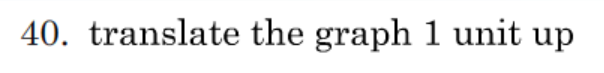 40. translate the graph 1 unit up